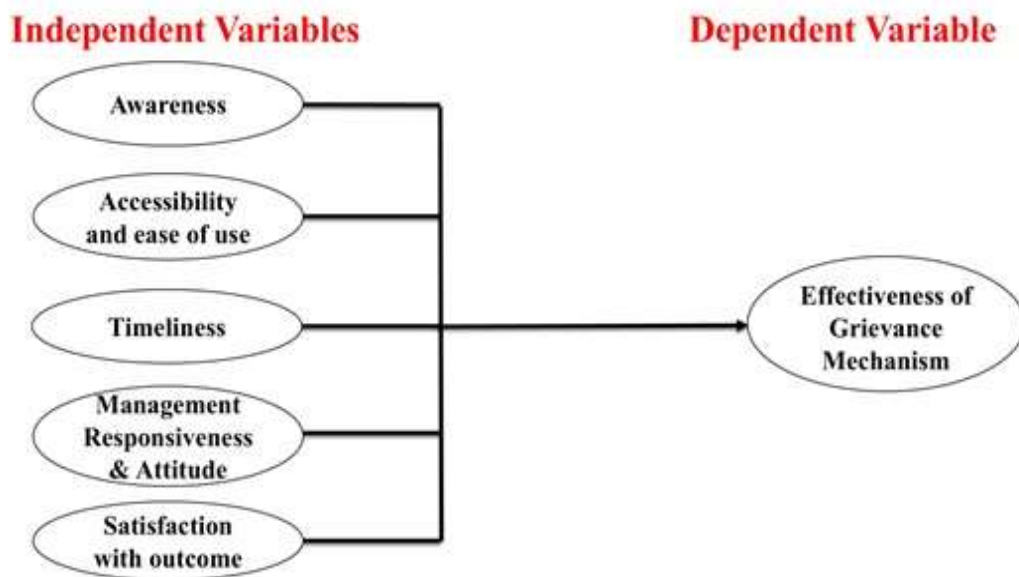 Independent Variables
Dependent Variable
Awareness
Accessibility
and ease of use
Timeliness
Management
Responsiveness
& Attitude
Satisfaction
with outcome
Effectiveness of
Grievance
Mechanism